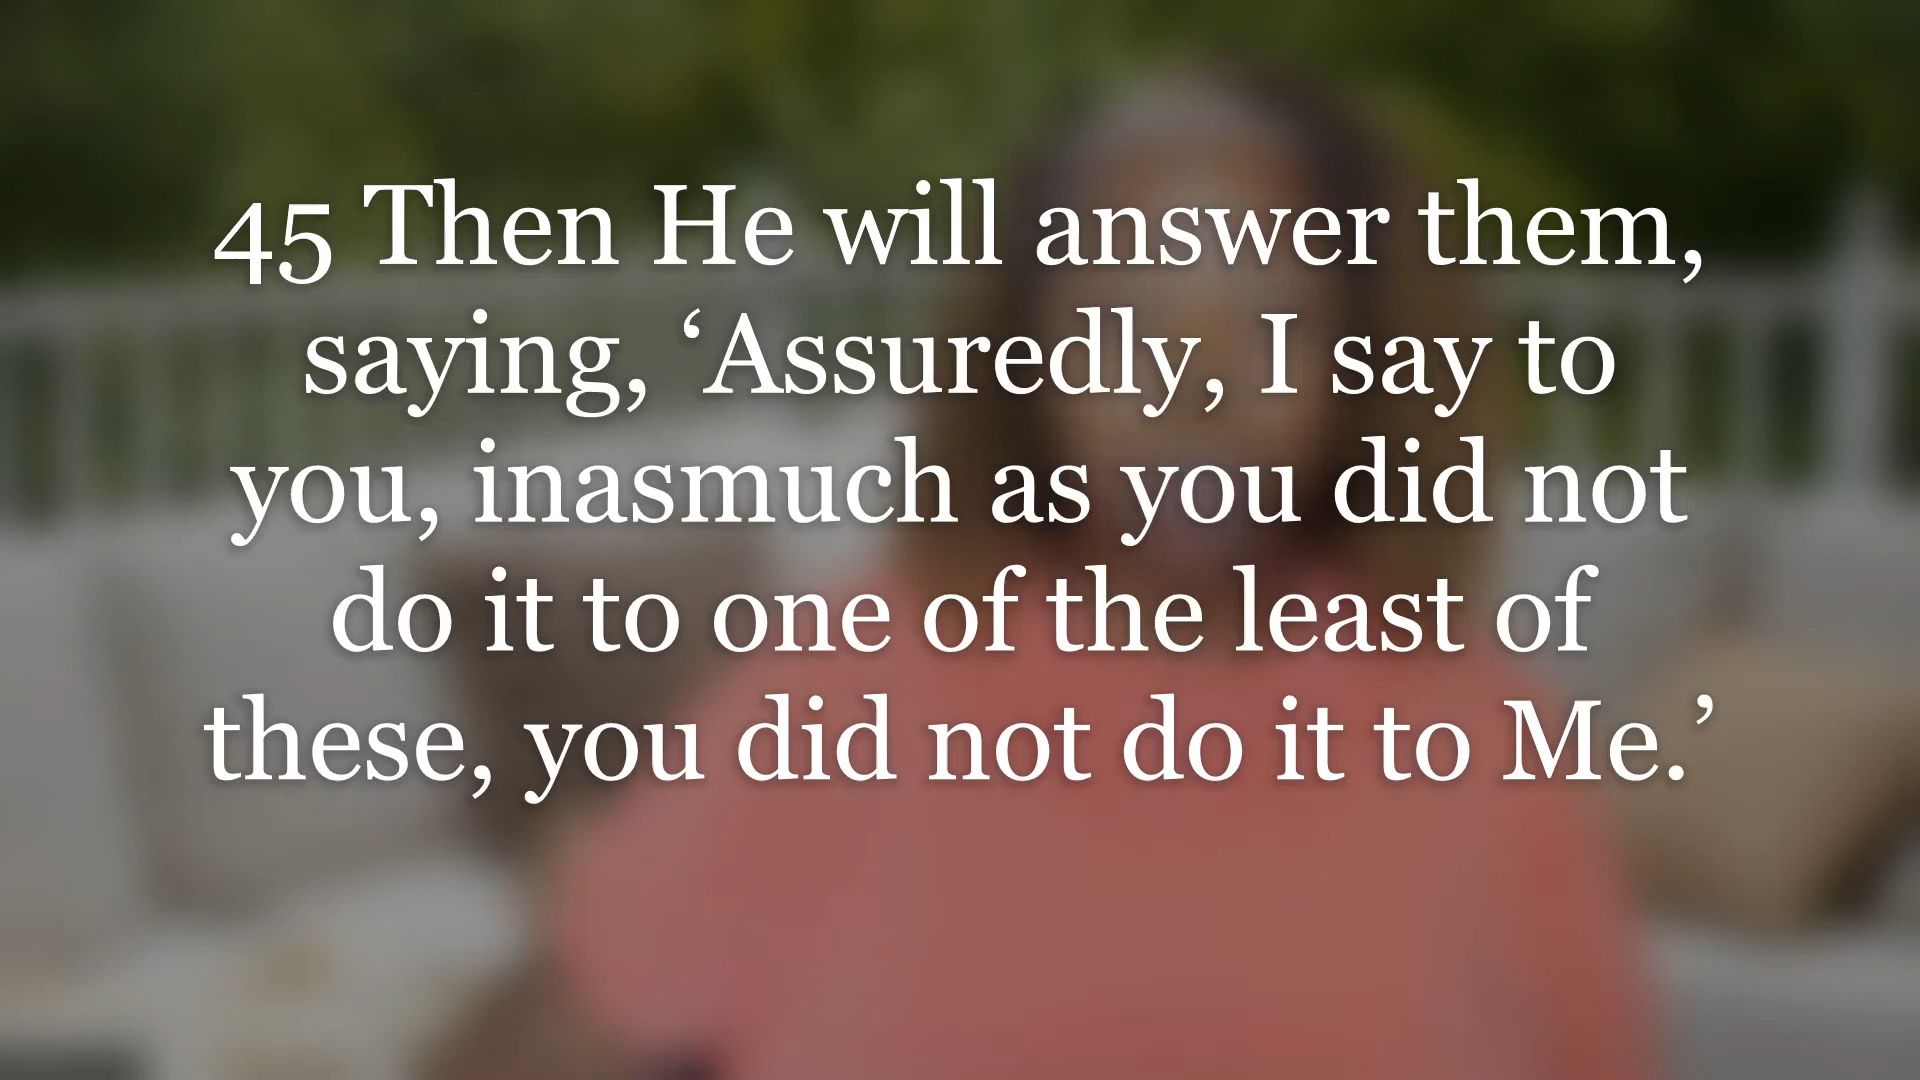 45 Then He will answer them,
saying, ‘Assuredly, I say to
you, inasmuch as you did not
do it to one of the least of
these, you did not do it to Me.’